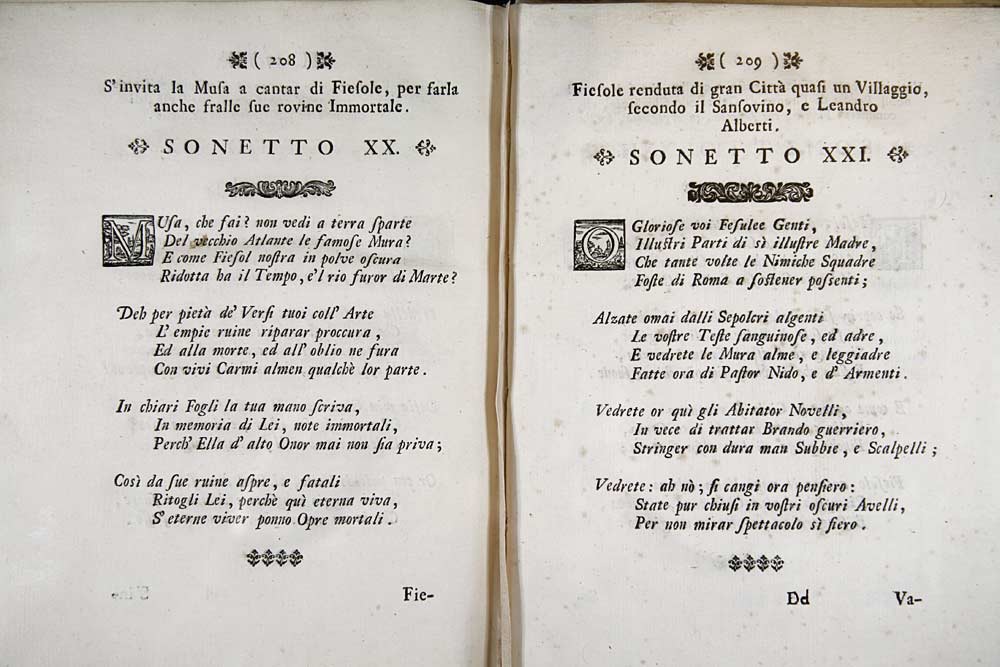 ( 208 )
S'invita la Musa a cantar di Fiesole, per farla
anche fralle sue rovine Immortale.
SONETTO XX.
MUsa, che fai? non vedi a terra sparte
Del vecchio Atlante le famose Mura?
E come Fiesol nostra in polve oscura
Ridotta ha il Tempo, e'l rio furor di Marte?
Deh per pietà de' Versi tuoi coll' Arte
L' empie ruine riparar proccura,
Ed alla morte, ed all' oblio ne fura
Con vivi Carmi almen qualchè lor parte.
In chiari Fogli la tua mano scriva,
In memoria di Lei, note immortali,
Perch' Ella d' alto Onor mai non sia priva;
Così da sue ruine aspre, e fatali
Ritogli Lei, perchè quì eterna viva,
S' eterne viver ponno Opre mortali.
Fie-
( 209 )
Fiesole renduta di gran Città quasi un Villaggio,
secondo il Sansovino, e Leandro
Alberti.
SONETTO XXI.
O Gloriose voi Fesulee Genti,
Illustri Parti di sì illustre Madre,
Che tante volte le Nimiche Squadre
Foste di Roma a sostener possenti;
Alzate omai dalli Sepolcri algenti
Le vostre Teste sanguinose, ed adre,
E vedrete le Mura alme, e leggiadre
Fatte ora di Pastor Nido, e d' Armenti.
Vedrete or quì gli Abitator Novelli,
In vece di trattar Brando guerriero,
Stringer con dura man Subbie, e Scalpelli;
Vedrete: ah nò; si cangi ora pensiero:
State pur chiusi in vostri oscuri Avelli,
Per non mirar spettacolo sì fiero.
Dd
Va-